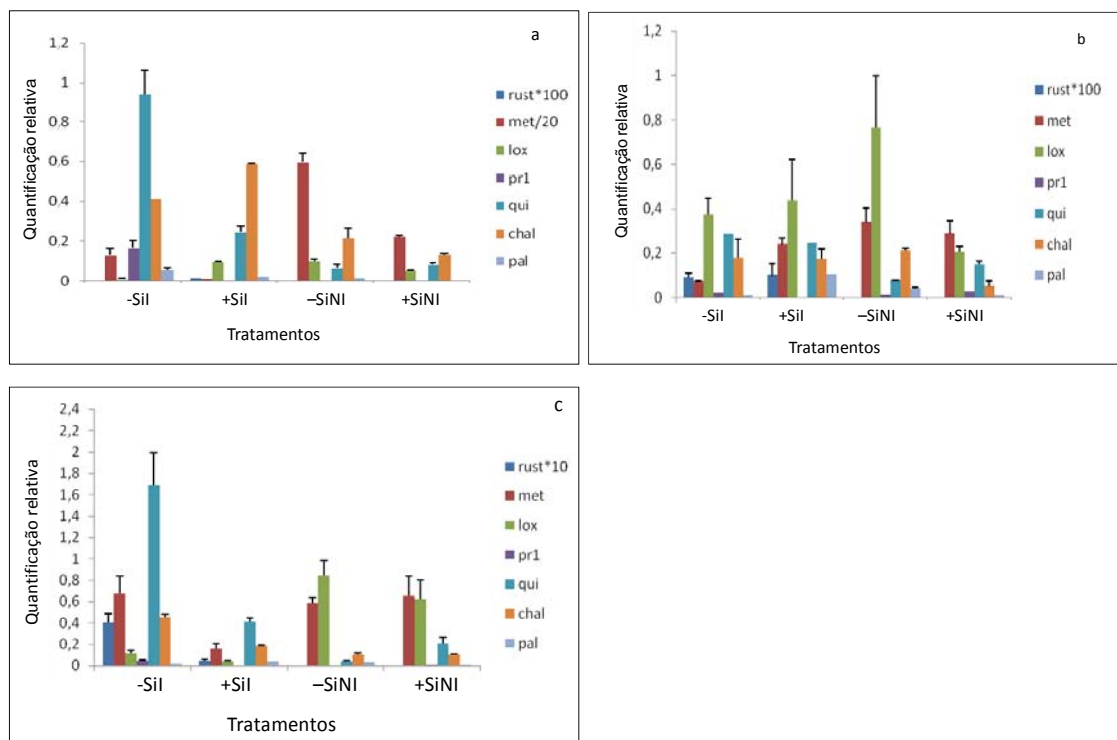 a
Quantificação relativa
1,2
1
0,8
0,6
0,4
0,2
0
-SiI
+SiI
–SiNI
+SiNI
Tratamentos
rust*100
met/20
lox
pr1
qui
chal
pal
b
Quantificação relativa
1,2
1
0,8
0,6
0,4
0,2
0
-SiI
+SiI
–SiNI
+SiNI
Tratamentos
rust*100
met
lox
pr1
qui
chal
pal
c
Quantificação relativa
2,4
2,2
2
1,8
1,6
1,4
1,2
1
0,8
0,6
0,4
0,2
0
-SiI
+SiI
–SiNI
+SiNI
Tratamentos
rust*10
met
lox
pr1
qui
chal
pal